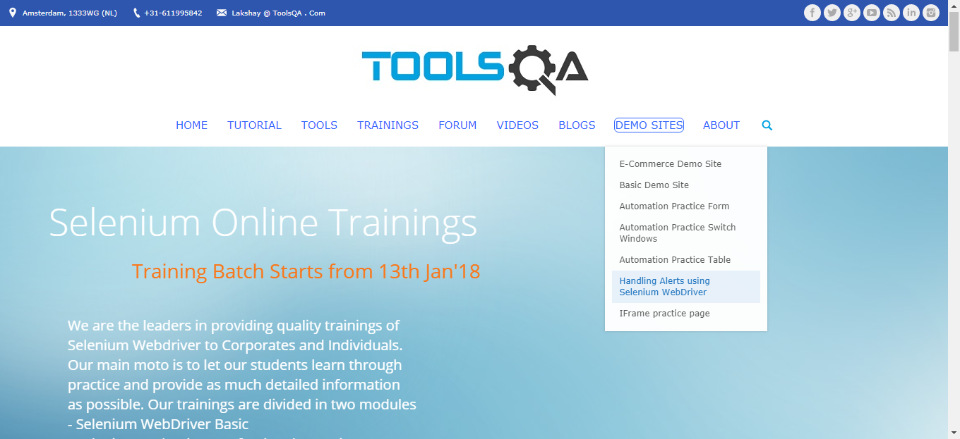 Amsterdam, 1333WG (NL) +31-611995842 Lakshay @ ToolsQA . Com
TOOLSQA
HOME TUTORIAL TOOLS TRAININGS FORUM VIDEOS BLOGS DEMO SITES ABOUT
E-Commerce Demo Site
Basic Demo Site
Automation Practice Form
Automation Practice Switch
Windows
Automation Practice Table
Handling Alerts using
Selenium WebDriver
IFrame practice page
Selenium Online Trainings
Training Batch Starts from 13th Jan'18
We are the leaders in providing quality trainings of
Selenium Webdriver to Corporates and Individuals.
Our main moto is to let our students learn through
practice and provide as much detailed information
as possible. Our trainings are divided in two modules
- Selenium WebDriver Basic